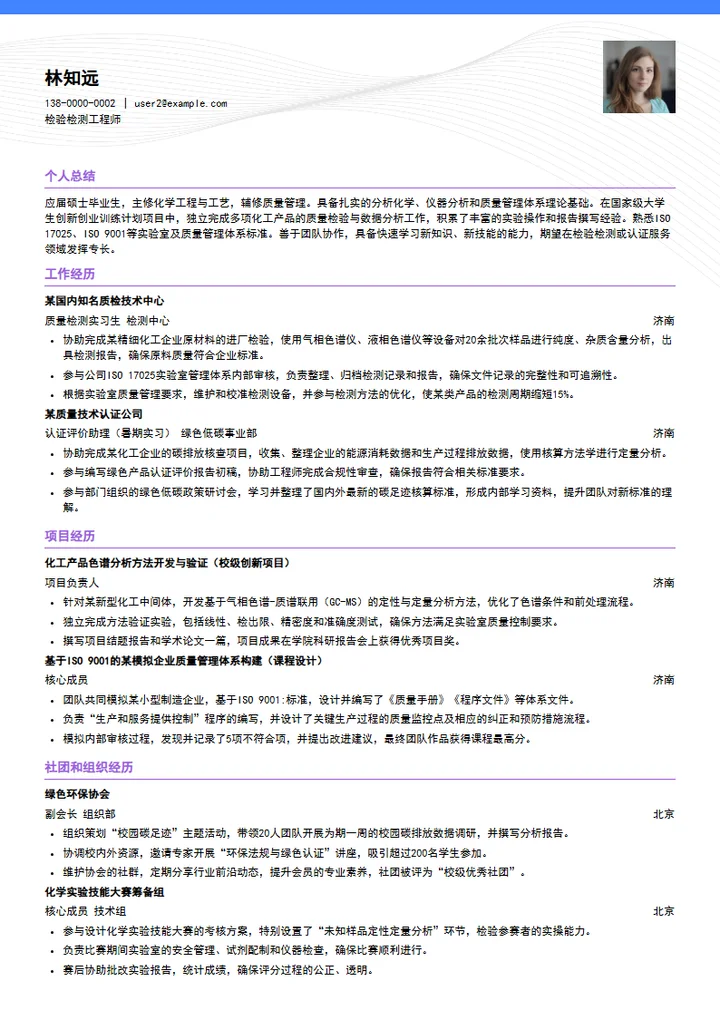 林知远
138-0000-0002 | user2@example.com
检验检测工程师
个人总结
应届硕士毕业生，主修化学工程与工艺，辅修质量管理。具备扎实的分析化学、仪器分析和质量管理体系理论基础。在国家级大学
生创新创业训练计划项目中，独立完成多项化工产品的质量检验与数据分析工作，积累了丰富的实验操作和报告撰写经验。熟悉ISO
17025、ISO 9001等实验室及质量管理体系标准。善于团队协作，具备快速学习新知识、新技能的能力，期望在检验检测或认证服务
领域发挥专长。
工作经历
某国内知名质检技术中心
质量检测实习生 检测中心 济南
• 协助完成某精细化工企业原材料的进厂检验，使用气相色谱仪、液相色谱仪等设备对20余批次样品进行纯度、杂质含量分析，出
具检测报告，确保原料质量符合企业标准。
• 参与公司ISO 17025实验室管理体系内部审核，负责整理、归档检测记录和报告，确保文件记录的完整性和可追溯性。
• 根据实验室质量管理要求，维护和校准检测设备，并参与检测方法的优化，使某类产品的检测周期缩短15%。
某质量技术认证公司
认证评价助理（暑期实习） 绿色低碳事业部 济南
• 协助完成某化工企业的碳排放核查项目，收集、整理企业的能源消耗数据和生产过程排放数据，使用核算方法学进行定量分析。
• 参与编写绿色产品认证评价报告初稿，协助工程师完成合规性审查，确保报告符合相关标准要求。
• 参与部门组织的绿色低碳政策研讨会，学习并整理了国内外最新的碳足迹核算标准，形成内部学习资料，提升团队对新标准的理
解。
项目经历
化工产品色谱分析方法开发与验证（校级创新项目）
项目负责人 济南
• 针对某新型化工中间体，开发基于气相色谱-质谱联用（GC-MS）的定性与定量分析方法，优化了色谱条件和前处理流程。
• 独立完成方法验证实验，包括线性、检出限、精密度和准确度测试，确保方法满足实验室质量控制要求。
• 撰写项目结题报告和学术论文一篇，项目成果在学院科研报告会上获得优秀项目奖。
基于ISO 9001的某模拟企业质量管理体系构建（课程设计）
核心成员 济南
• 团队共同模拟某小型制造企业，基于ISO 9001:标准，设计并编写了《质量手册》《程序文件》等体系文件。
• 负责“生产和服务提供控制”程序的编写，并设计了关键生产过程的质量监控点及相应的纠正和预防措施流程。
• 模拟内部审核过程，发现并记录了5项不符合项，并提出改进建议，最终团队作品获得课程最高分。
社团和组织经历
绿色环保协会
副会长 组织部 北京
• 组织策划“校园碳足迹”主题活动，带领20人团队开展为期一周的校园碳排放数据调研，并撰写分析报告。
• 协调校内外资源，邀请专家开展“环保法规与绿色认证”讲座，吸引超过200名学生参加。
• 维护协会的社群，定期分享行业前沿动态，提升会员的专业素养，社团被评为“校级优秀社团”。
化学实验技能大赛筹备组
核心成员 技术组 北京
• 参与设计化学实验技能大赛的考核方案，特别设置了“未知样品定性定量分析”环节，检验参赛者的实操能力。
• 负责比赛期间实验室的安全管理、试剂配制和仪器检查，确保比赛顺利进行。
• 赛后协助批改实验报告，统计成绩，确保评分过程的公正、透明。